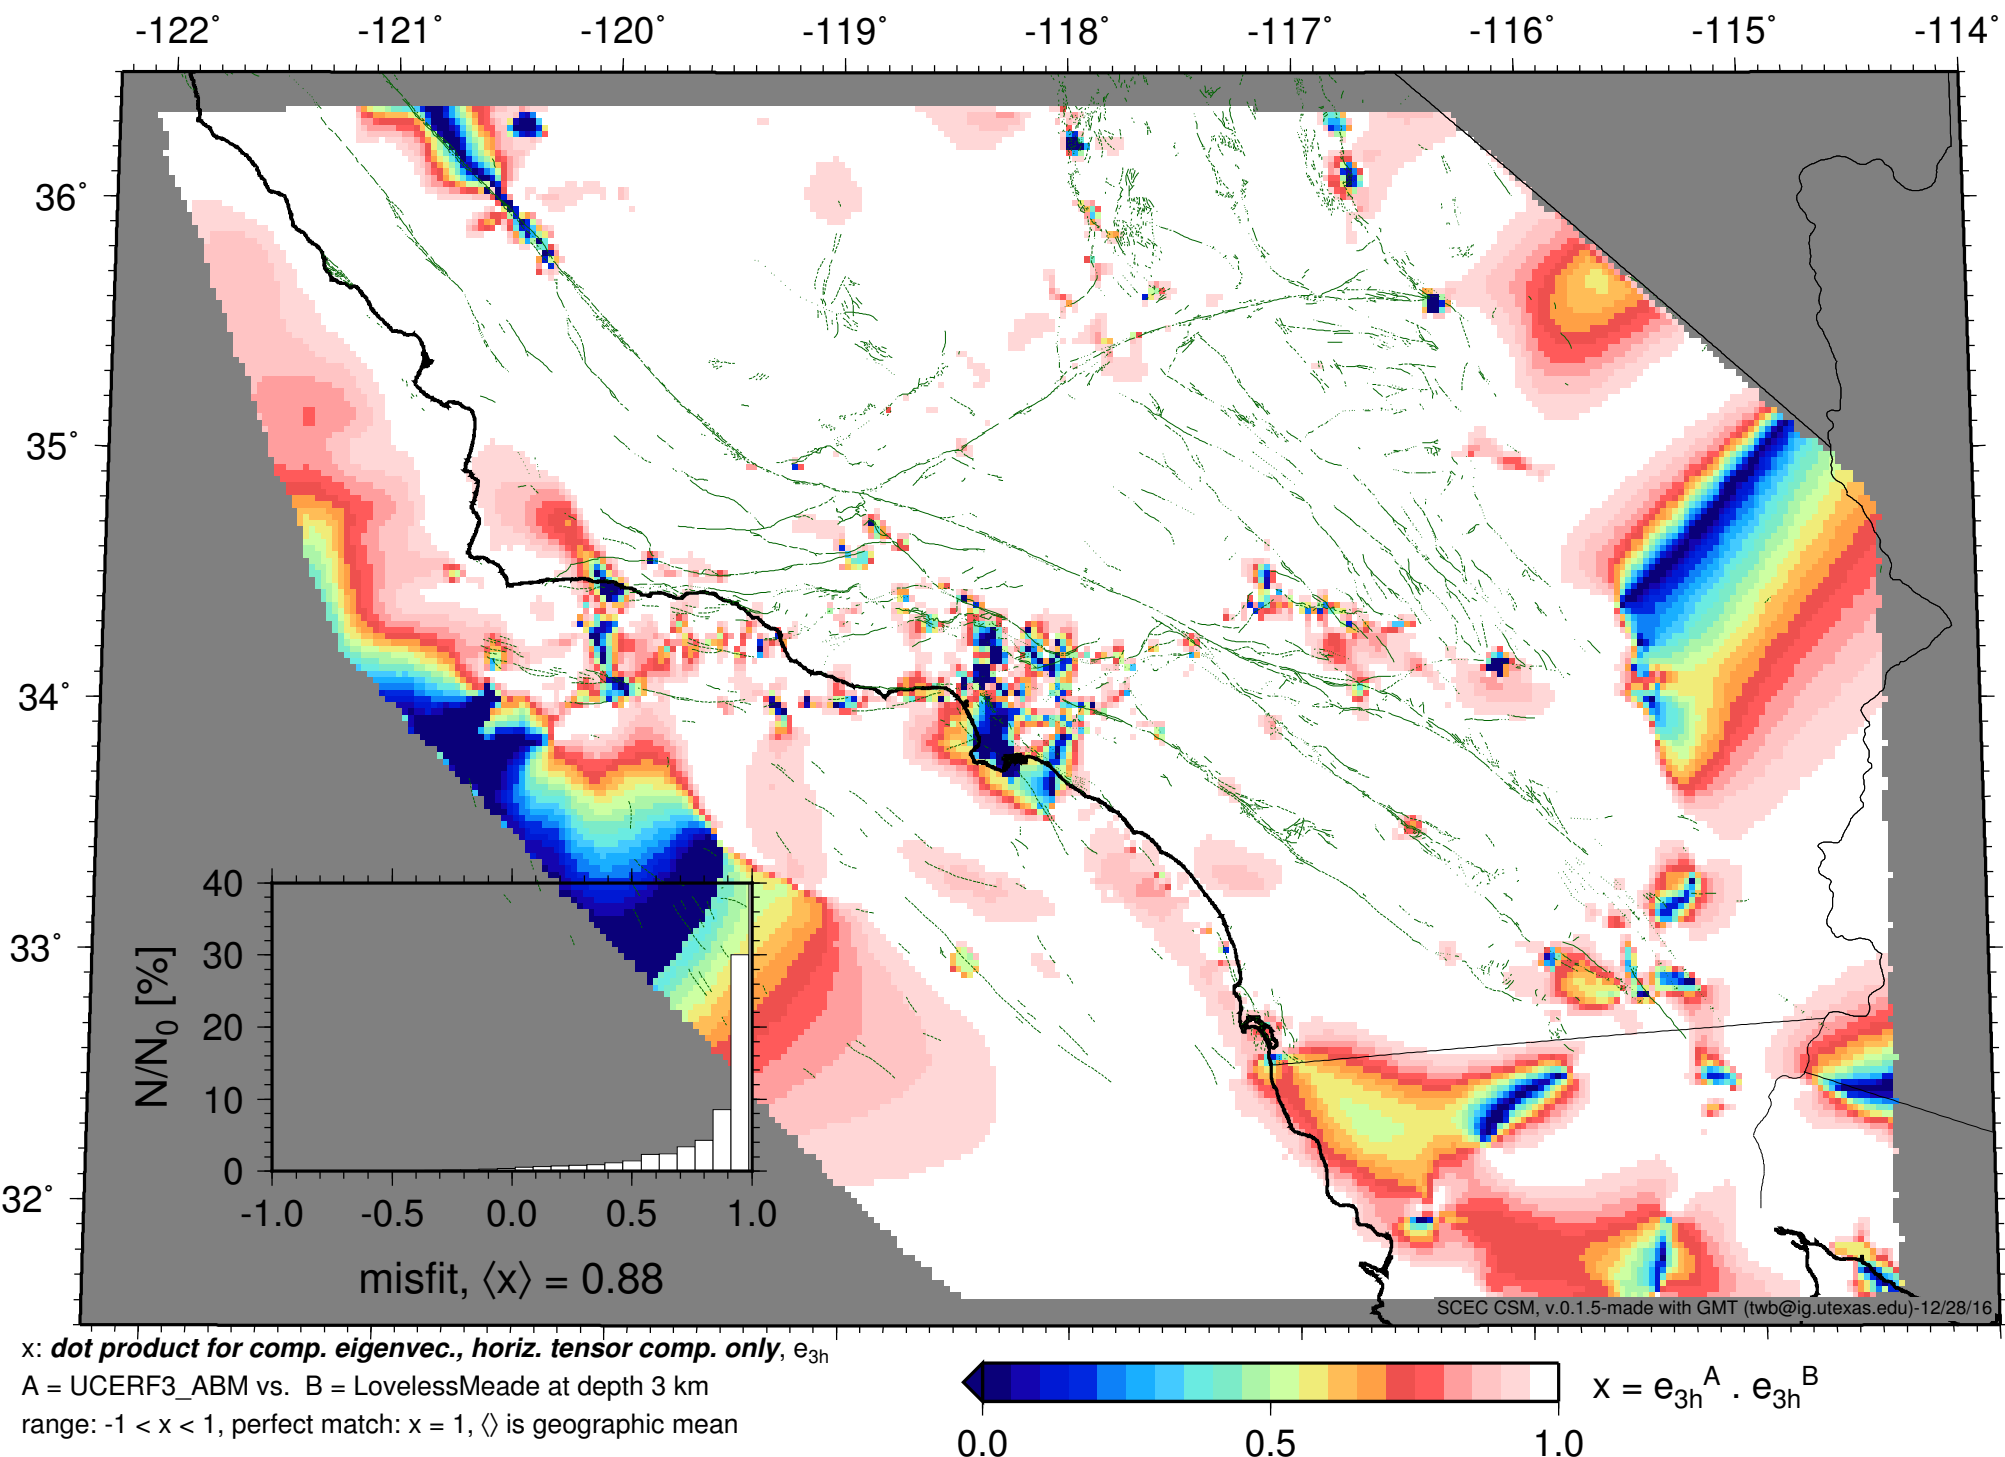 -122° -121° -120° -119° -118° -117° -116° -115° -114°
36°
35°
34°
33°
32°
40
30
20
10
0
N/N0 [%]
-1.0 -0.5 0.0 0.5 1.0
misfit, ⟨x⟩ = 0.88
SCEC CSM, v.0.1.5-made with GMT (twb@ig.utexas.edu)-12/28/16
x: dot product for comp. eigenvec., horiz. tensor comp. only, e3h
A = UCERF3_ABM vs. B = LovelessMeade at depth 3 km
range: -1 < x < 1, perfect match: x = 1, ⟨⟩ is geographic mean
0.0 0.5 1.0
x = e3h^A . e3h^B